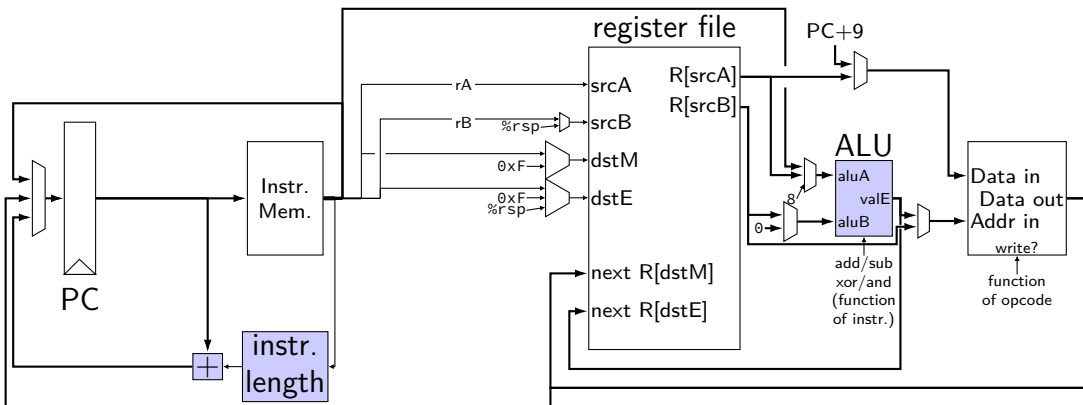 register file
PC+9
rA
srcA
R[srcA]
R[srcB]
rB
%rsp
srcB
ALU
Instr.
Mem.
0xF
dstM
0xF
%rsp
dstE
8
0
aluA
valE
aluB
Data in
Data out
Addr in
write?
PC
add/sub
xor/and
(function
of instr.)
function
of opcode
next R[dstM]
next R[dstE]
+
instr.
length